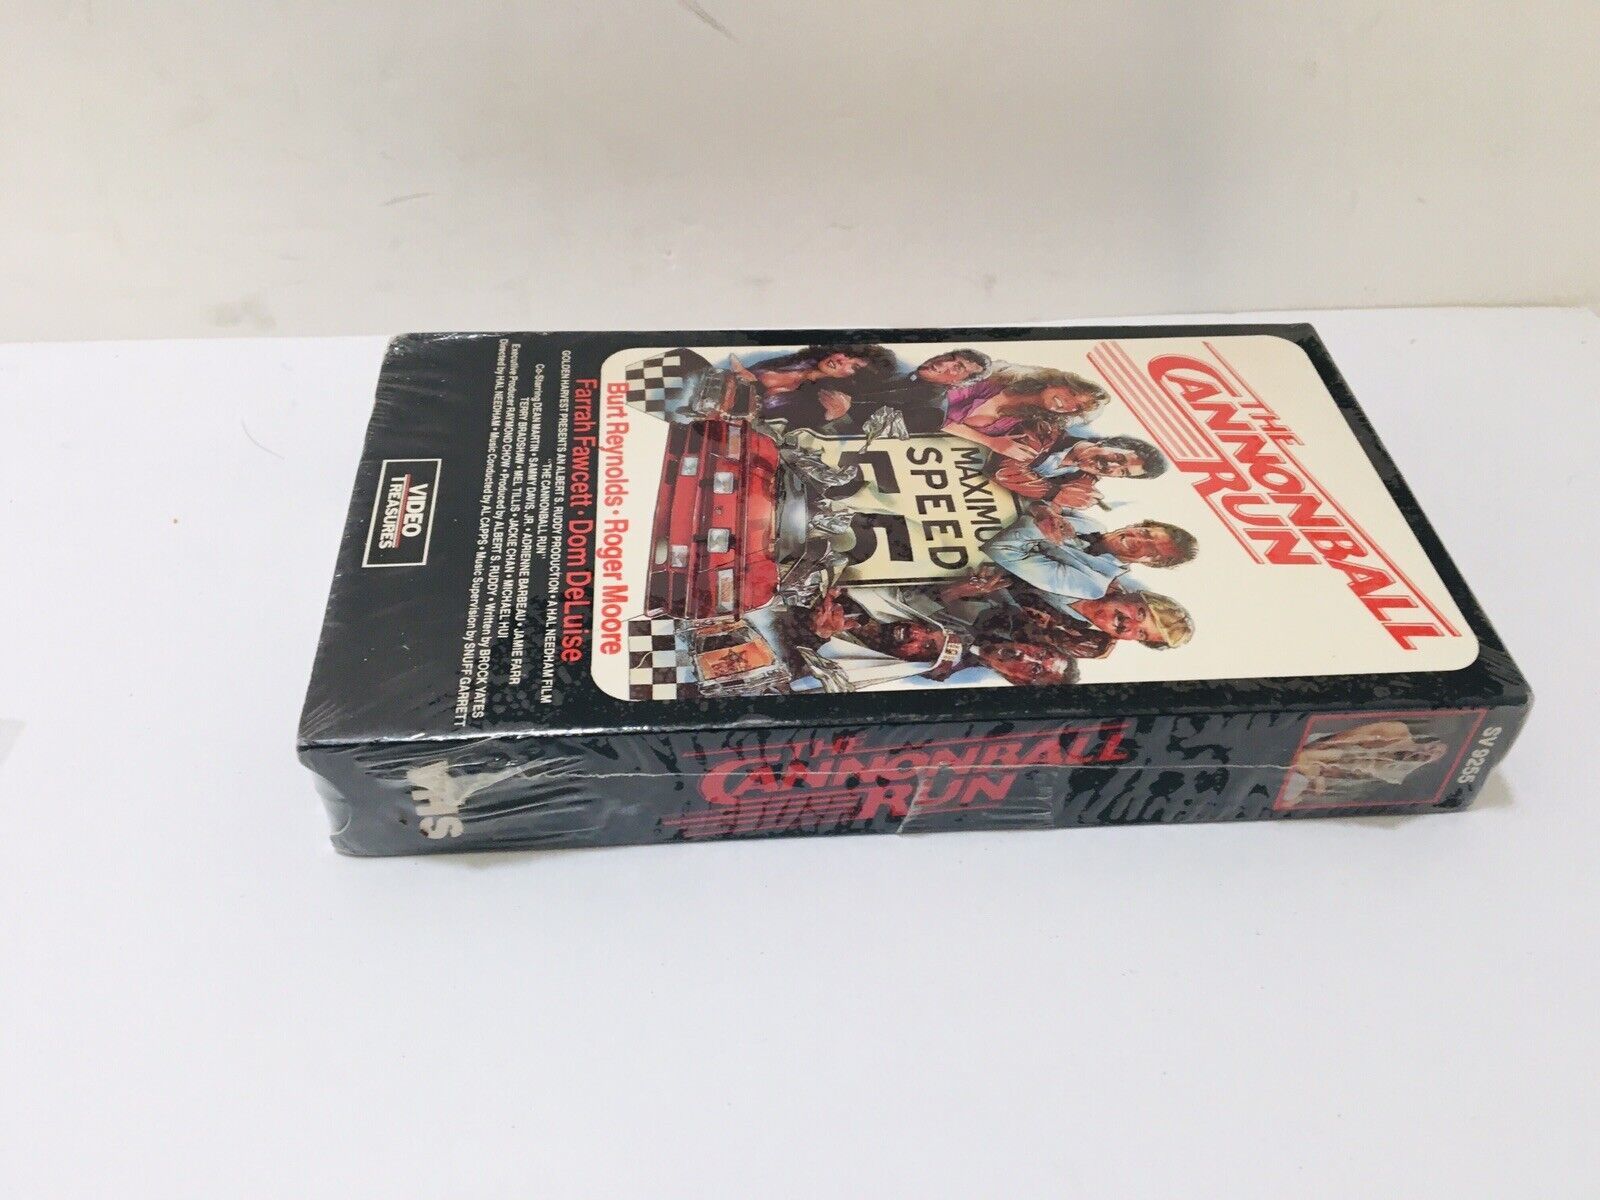 THE
CANNONBALL
RUN
MAXIMU
SPEED
55
Burt Reynolds • Roger Moore
Farrah Fawcett • Dom DeLuise
GOLDEN HARVEST PRESENTS AN ALBERT S. RUDDY PRODUCTION • A HAL NEEDHAM FILM
"THE CANNONBALL RUN"
Co-Starring DEAN MARTIN • SAMMY DAVIS, JR. • ADRIENNE BARBEAU • JAMIE FARR
TERRY BRADSHAW • MEL TILLIS • JACKIE CHAN • MICHAEL HUI
Executive Producer RAYMOND CHOW • Produced by ALBERT S. RUDDY • Written by BROCK YATES
Directed by HAL NEEDHAM • Music Conducted by AL CAPPS • Music Supervision by SNUFF GARRETT
VIDEO
TREASURES
SV 9255
THE
CANNONBALL
RUN
VHS